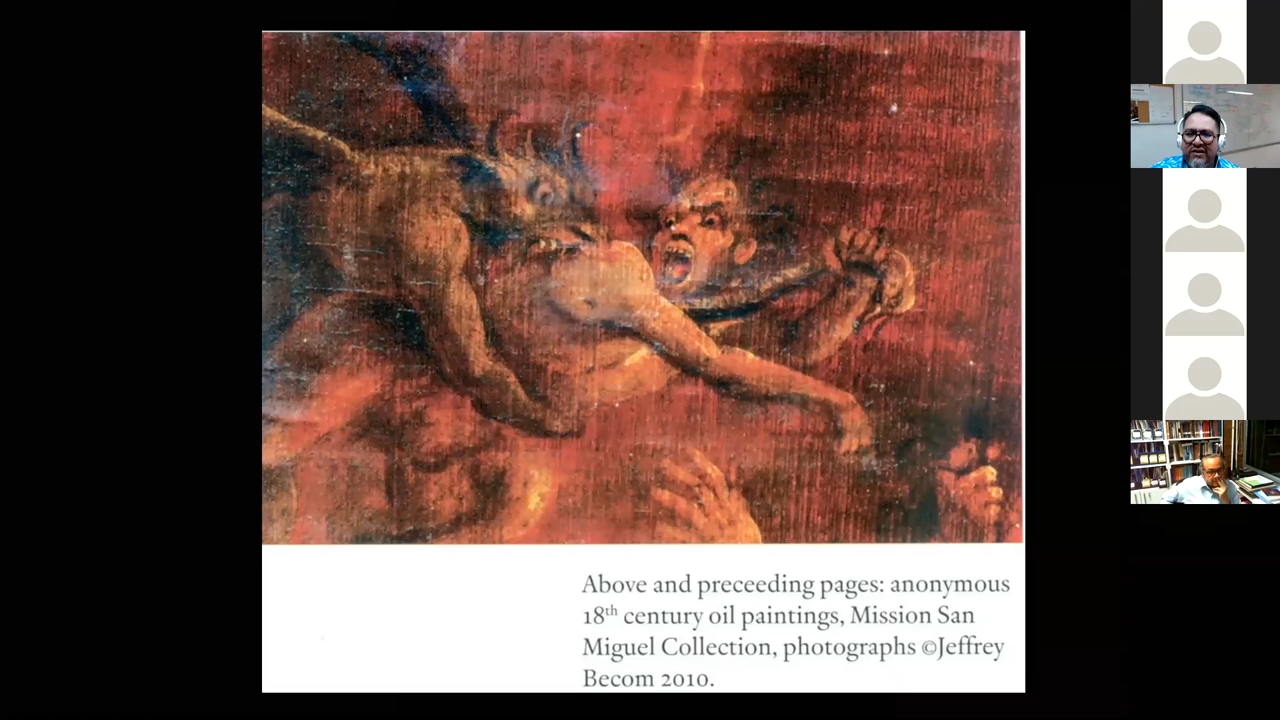 Above and preceeding pages: anonymous
18th century oil paintings, Mission San
Miguel Collection, photographs ©Jeffrey
Becom 2010.